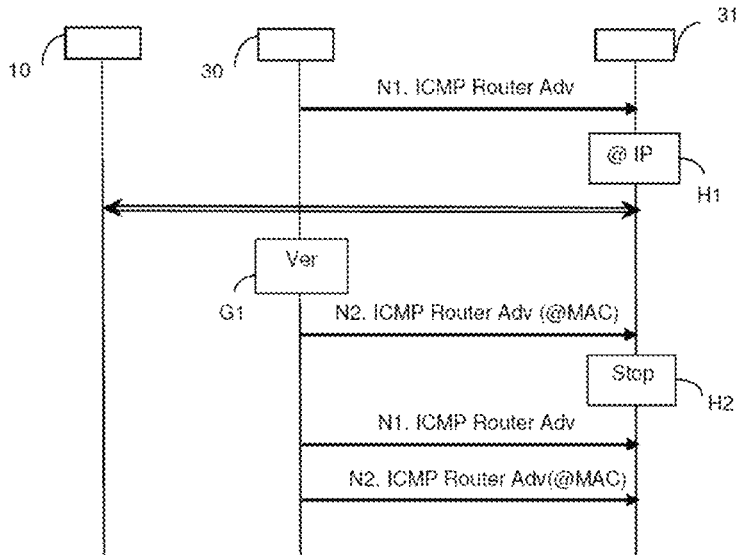 10
30
31
N1. ICMP Router Adv
@ IP
H1
Ver
G1
N2. ICMP Router Adv (@MAC)
Stop
H2
N1. ICMP Router Adv
N2. ICMP Router Adv(@MAC)